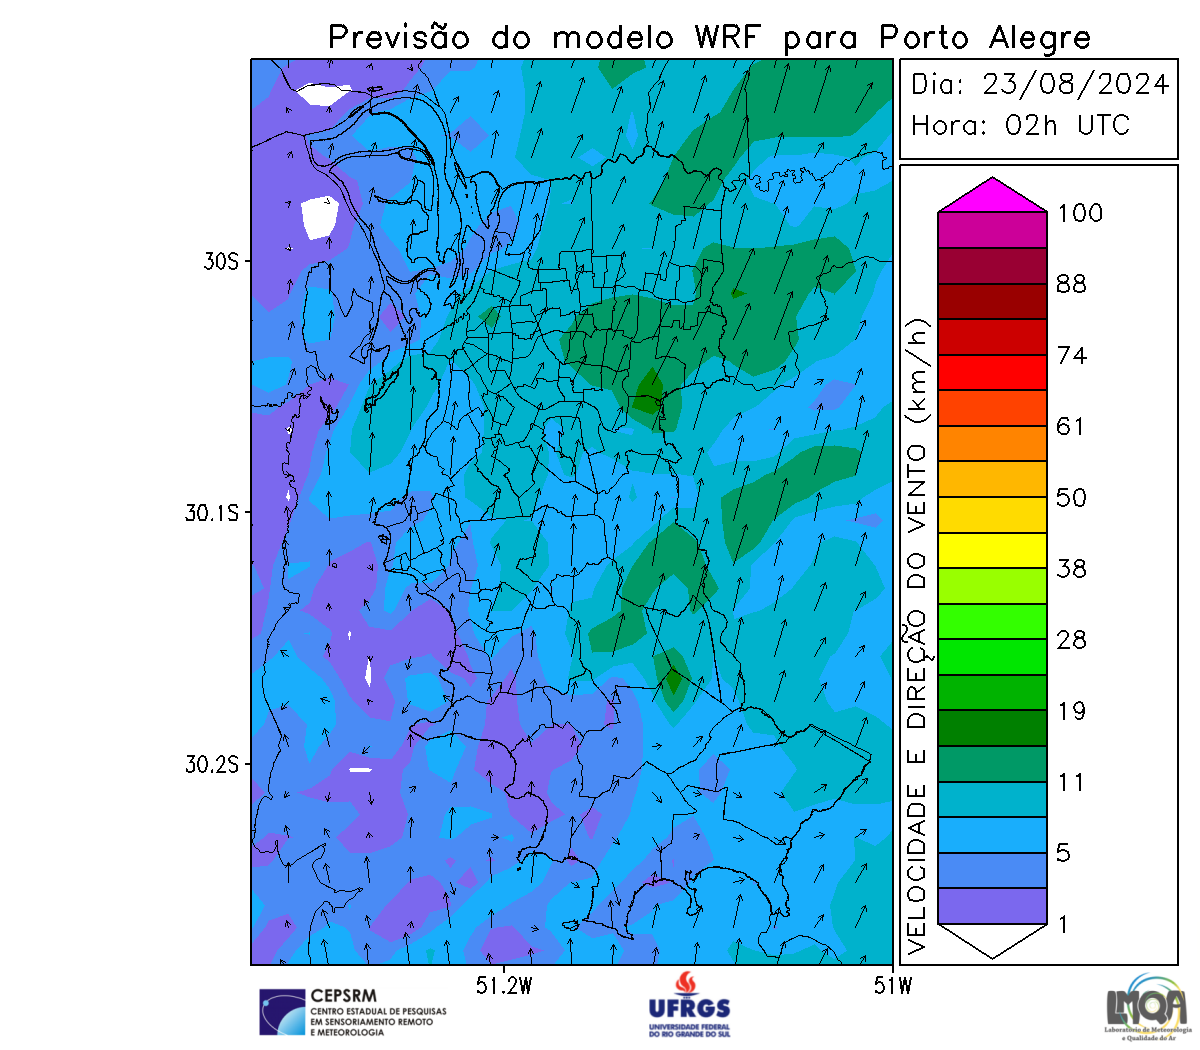 Previsão do modelo WRF para Porto Alegre
Dia: 23/08/2024
Hora: 02h UTC
30S
30.1S
30.2S
51.2W
51W
VELOCIDADE E DIREÇÃO DO VENTO (km/h)
100
88
74
61
50
38
28
19
11
5
1
CEPSRM
CENTRO ESTADUAL DE PESQUISAS
EM SENSORIAMENTO REMOTO
E METEOROLOGIA
UFRGS
UNIVERSIDADE FEDERAL
DO RIO GRANDE DO SUL
LMQA
Laboratório de Meteorologia
e Qualidade do Ar